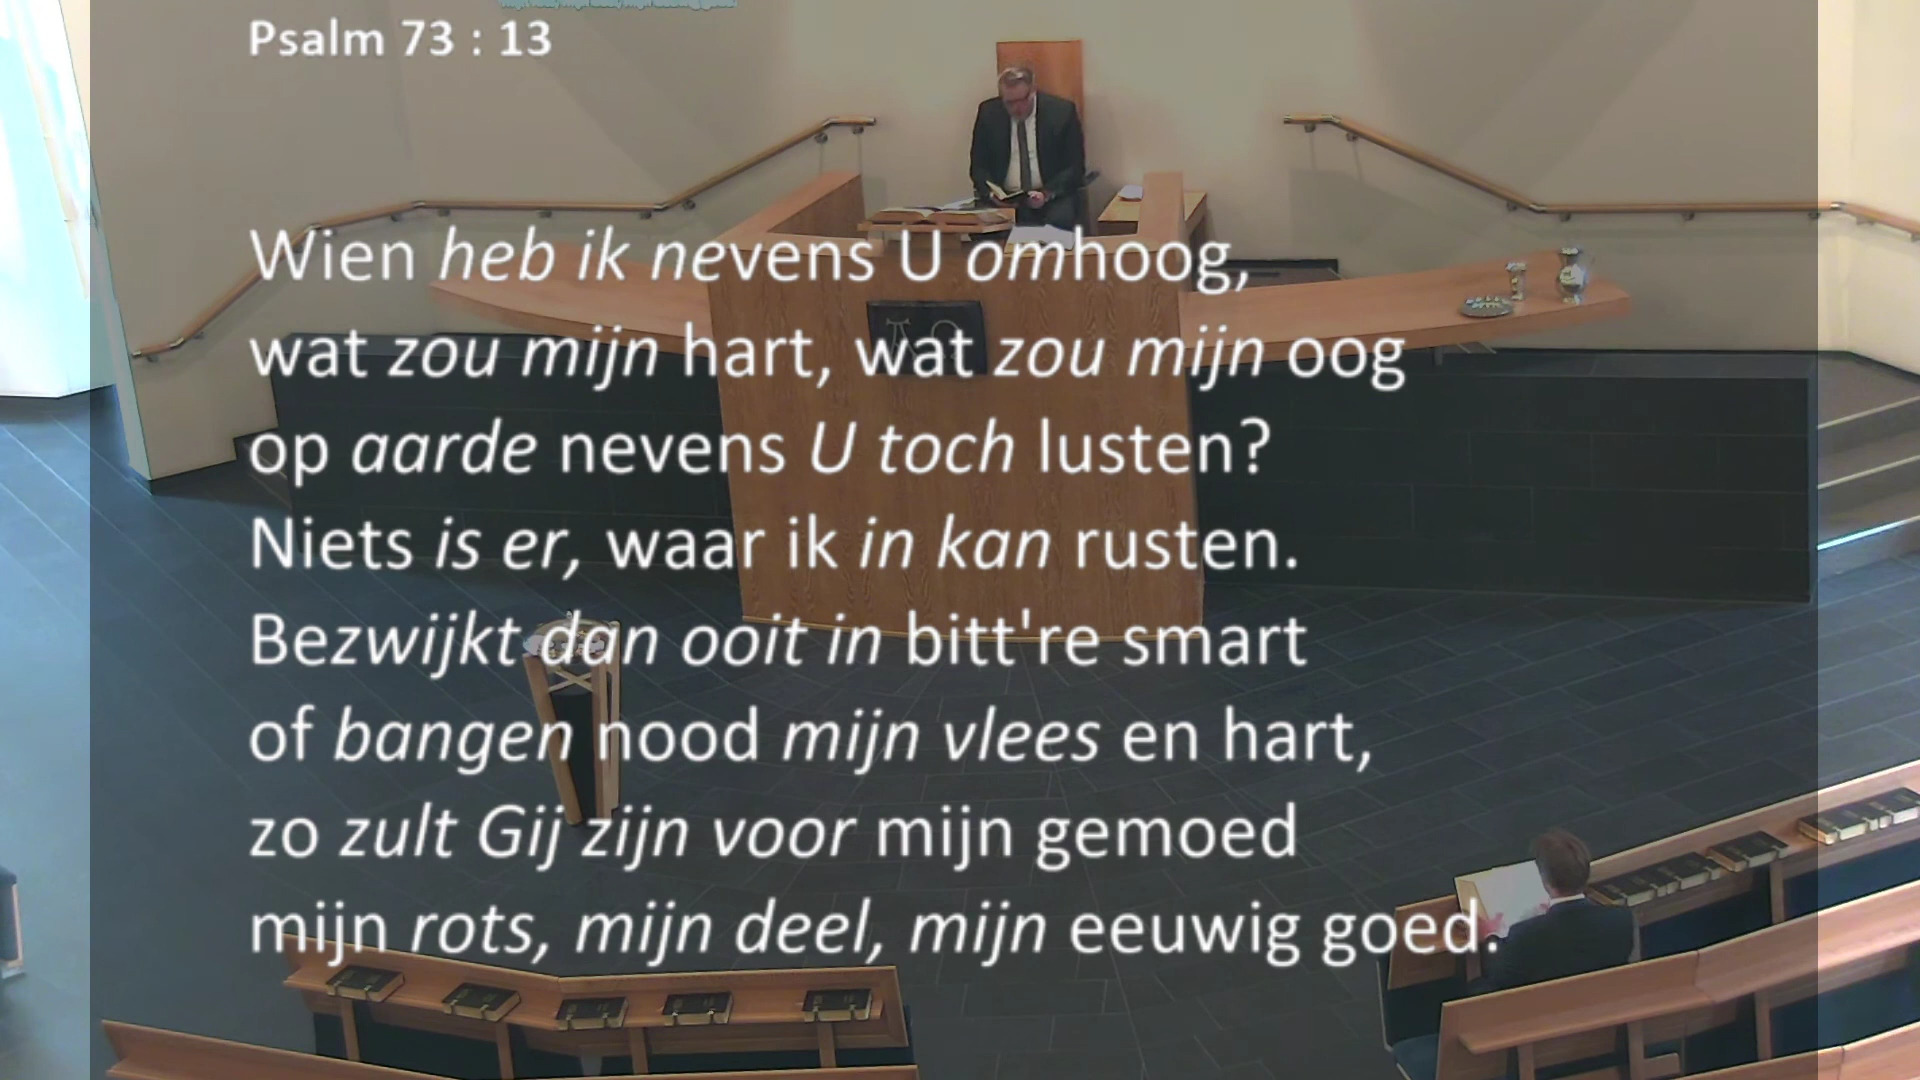 Psalm 73 : 13
Wien heb ik nevens U omhoog,
wat zou mijn hart, wat zou mijn oog
op aarde nevens U toch lusten?
Niets is er, waar ik in kan rusten.
Bezwijkt dan ooit in bitt're smart
of bangen nood mijn vlees en hart,
zo zult Gij zijn voor mijn gemoed
mijn rots, mijn deel, mijn eeuwig goed.